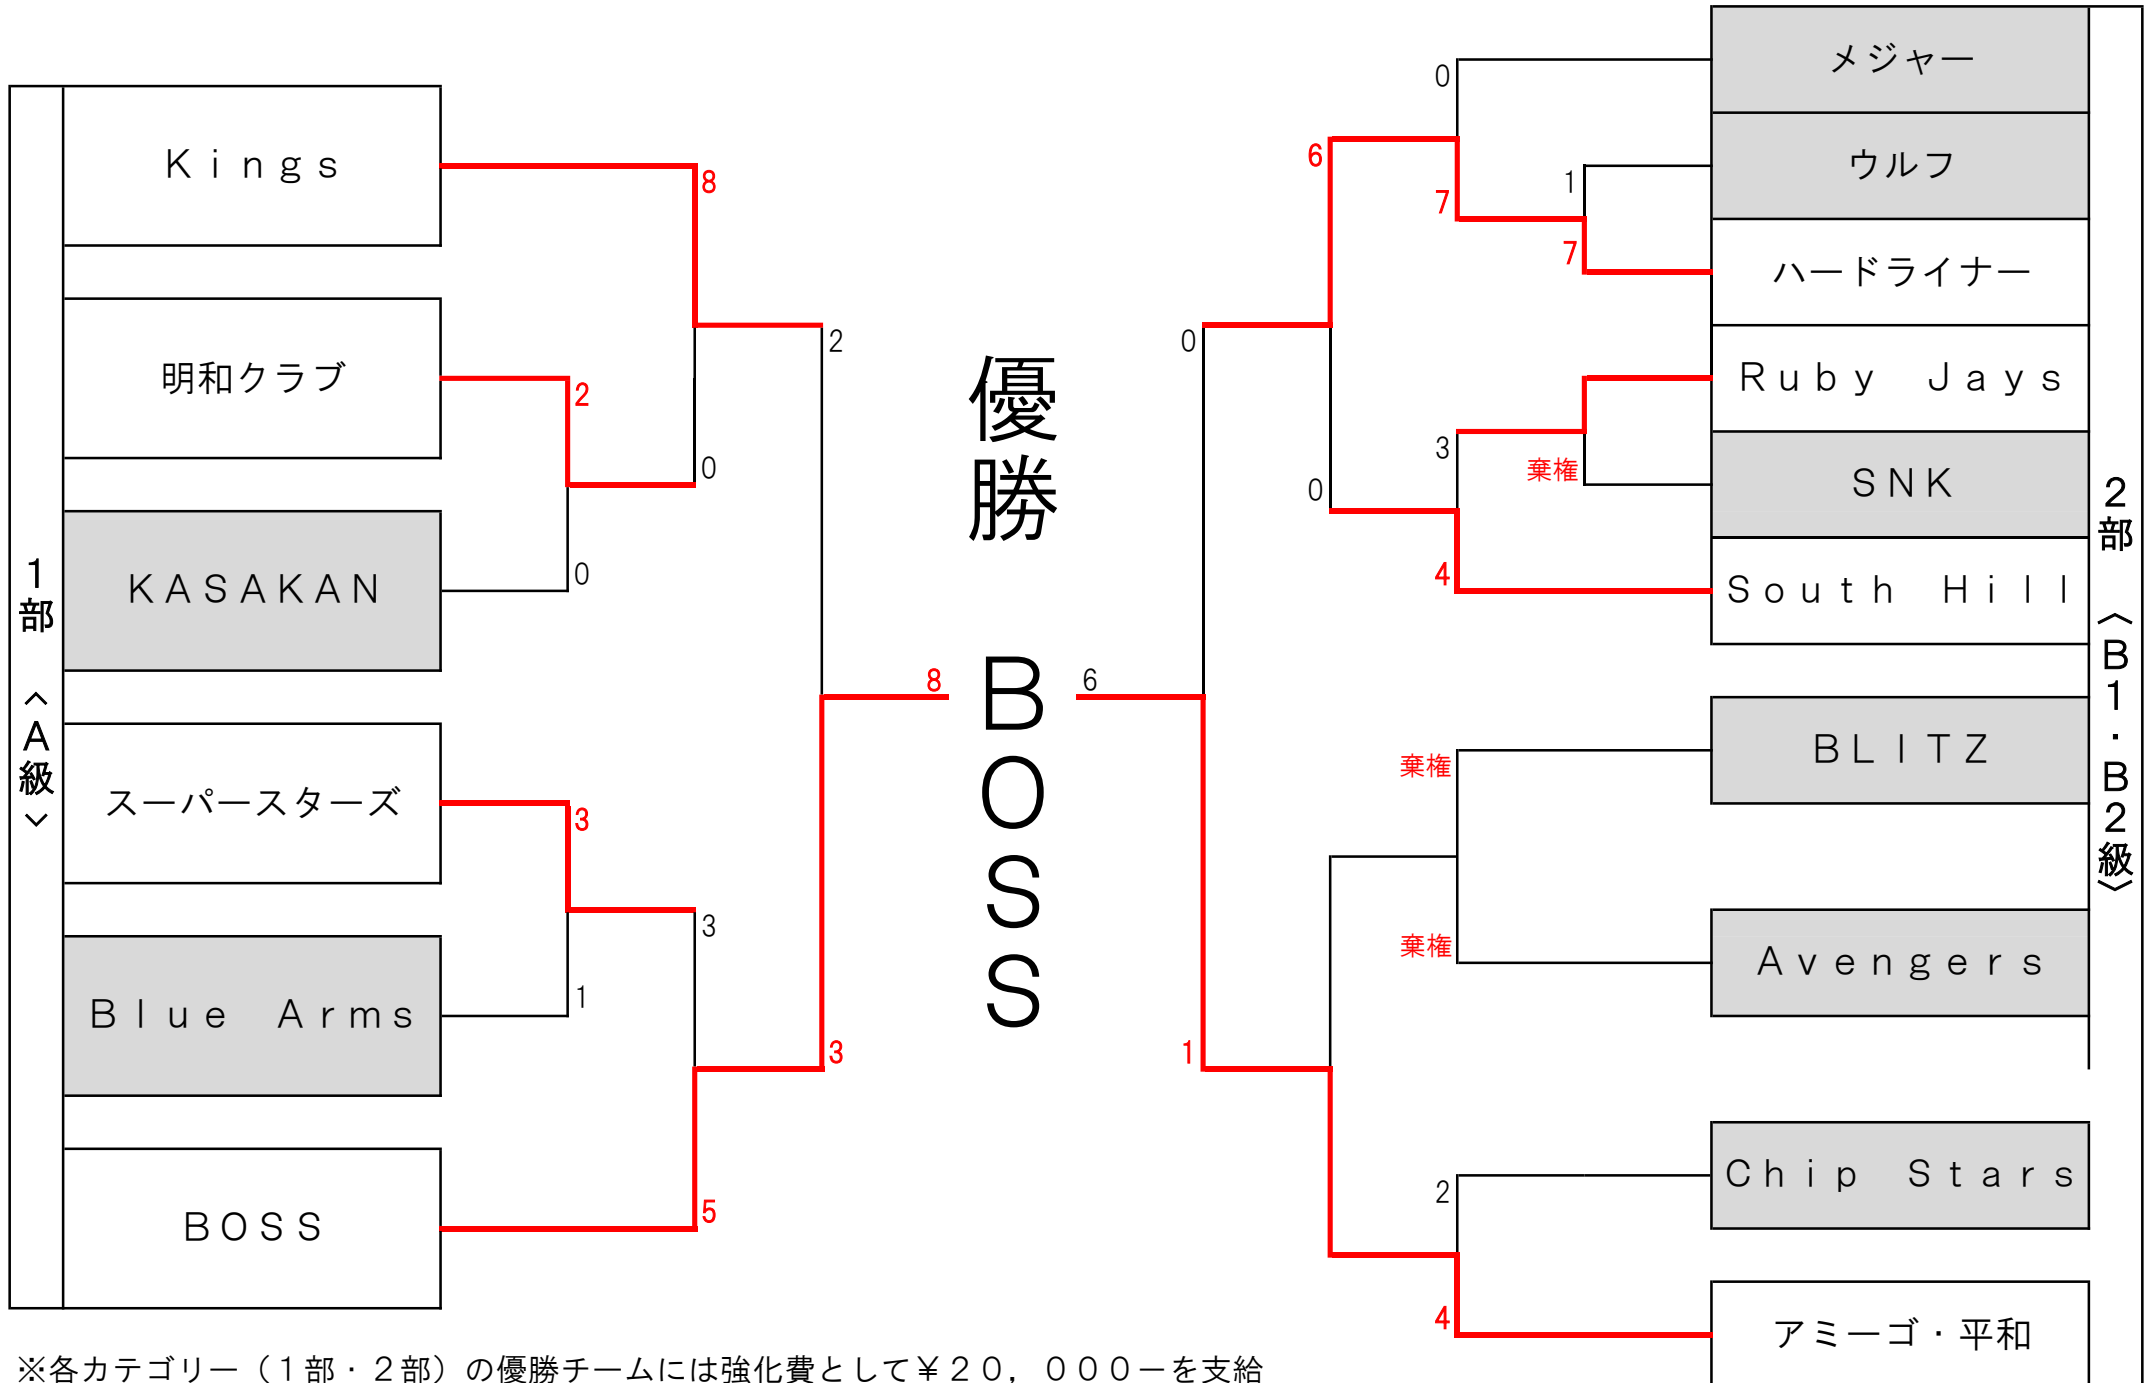 1部 〈A級〉
Kings
8
明和クラブ
2
0
KASAKAN
0
2
スーパースターズ
3
3
Blue Arms
1
BOSS
5
3
8
優勝 BOSS
6
0
1
2部 〈B1・B2級〉
メジャー
0
6
ウルフ
1
7
ハードライナー
7
Ruby Jays
3
棄権
SNK
0
South Hill
4
BLITZ
棄権
Avengers
棄権
Chip Stars
2
アミーゴ・平和
4
※各カテゴリー（1部・2部）の優勝チームには強化費として￥20，000－を支給